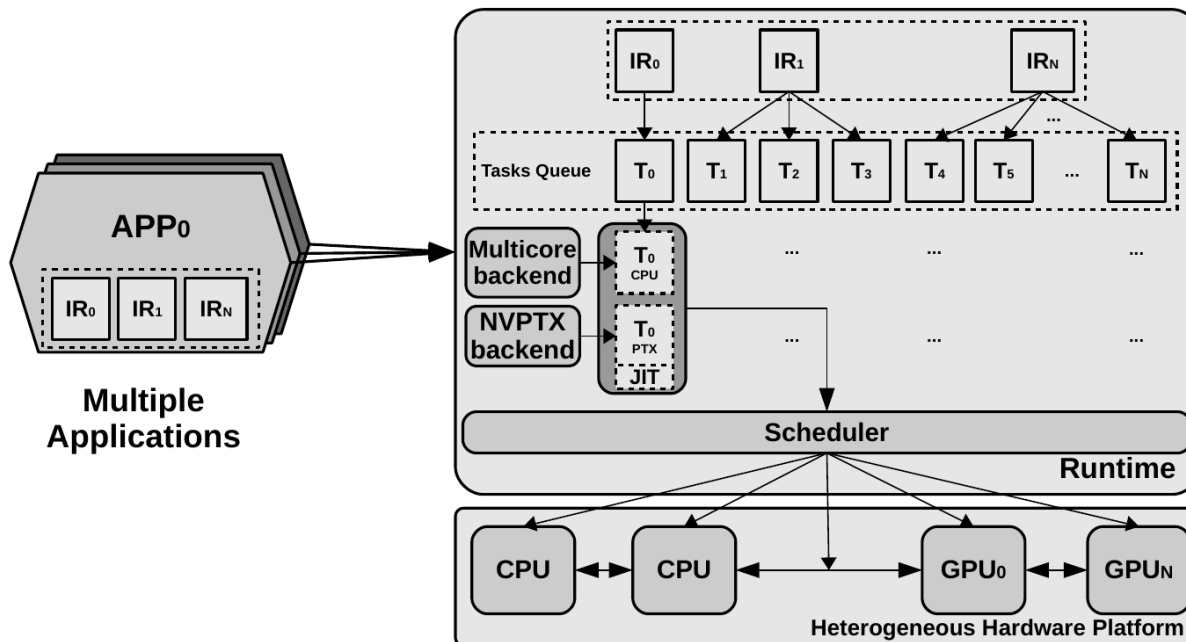 IR₀ IR₁ IRN
...
Tasks Queue T₀ T₁ T₂ T₃ T₄ T₅ ... TN
APP₀
IR₀ IR₁ IRN
Multiple
Applications
Multicore
backend
T₀
CPU
... ... ...
NVPTX
backend
T₀
PTX
JIT
... ... ...
Scheduler
Runtime
CPU CPU GPU₀ GPUN
Heterogeneous Hardware Platform